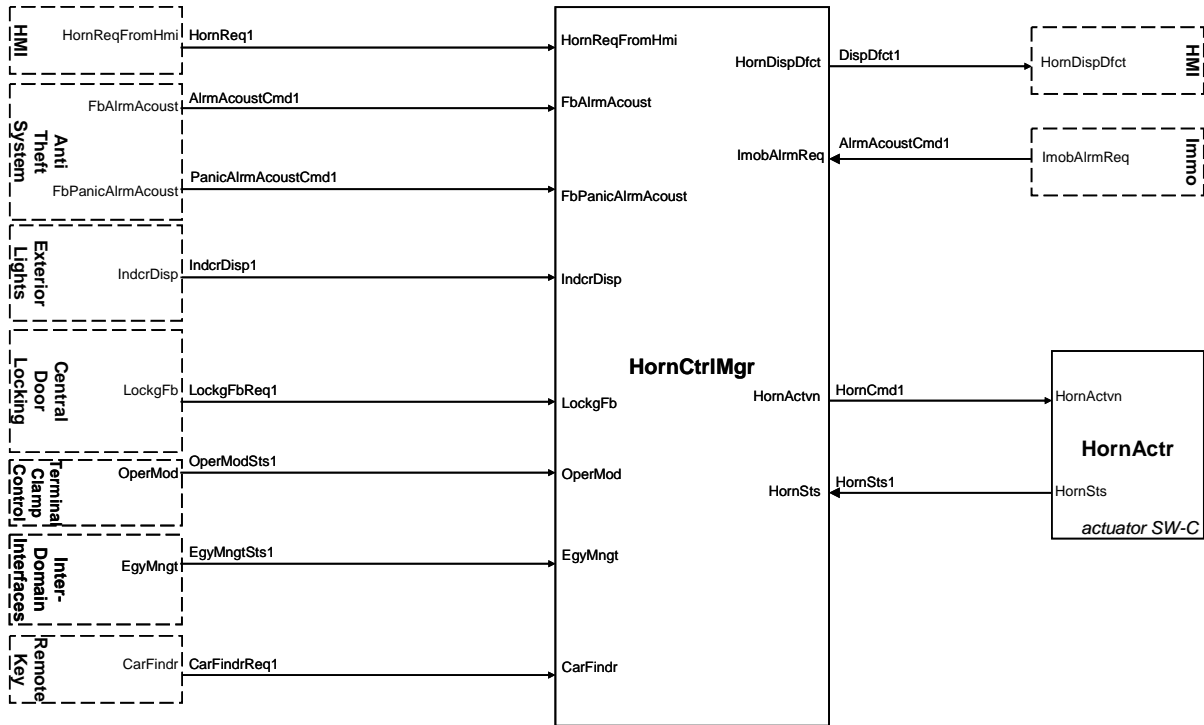 HMI
HornReqFromHmi
HornReq1
HornReqFromHmi
Anti
Theft
System
FbAlrmAcoust
AlrmAcoustCmd1
FbAlrmAcoust
FbPanicAlrmAcoust
PanicAlrmAcoustCmd1
FbPanicAlrmAcoust
Exterior
Lights
IndcrDisp
IndcrDisp1
IndcrDisp
Central
Door
Locking
LockgFb
LockgFbReq1
LockgFb
Terminal
Clamp
Control
OperMod
OperModSts1
OperMod
Inter-
Domain
Interfaces
EgyMngt
EgyMngtSts1
EgyMngt
Remote
Key
CarFindr
CarFindrReq1
CarFindr
HornCtrlMgr
HornDispDfct
DispDfct1
HornDispDfct
HMI
ImobAlrmReq
AlrmAcoustCmd1
ImobAlrmReq
Immo
HornActvn
HornCmd1
HornActvn
HornActr
HornSts
HornSts1
HornSts
actuator SW-C